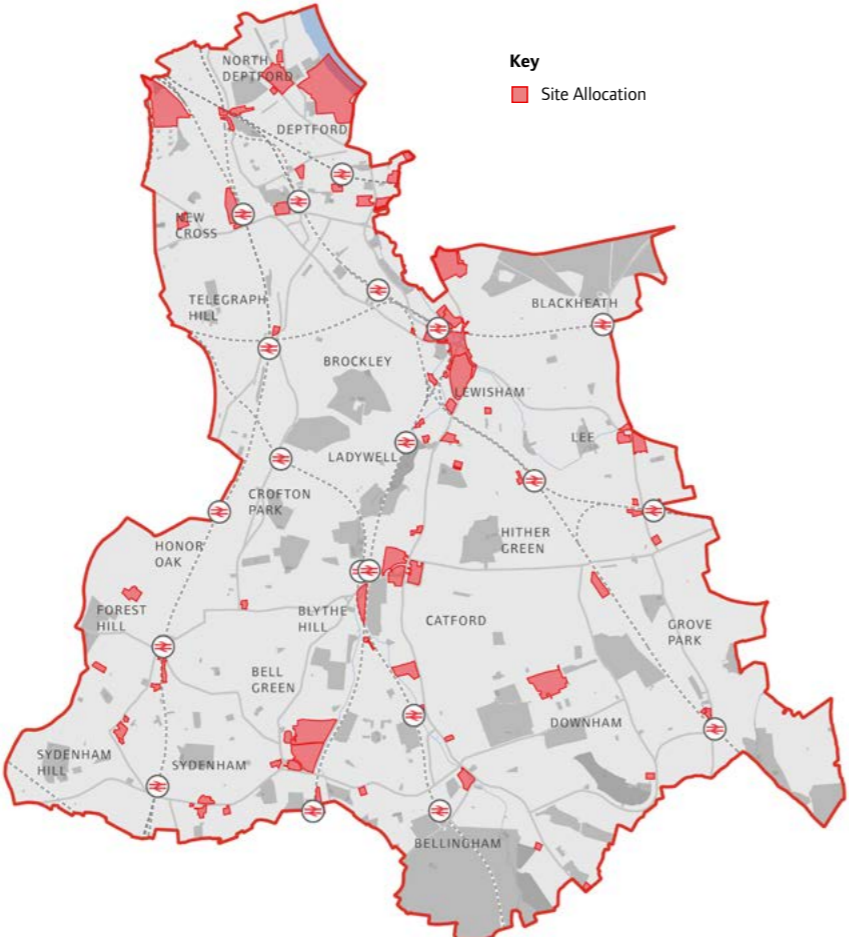 Key
Site Allocation
NORTH
DEPTFORD
DEPTFORD
NEW
CROSS
TELEGRAPH
HILL
BLACKHEATH
BROCKLEY
LEWISHAM
LEE
LADYWELL
CROFTON
PARK
HITHER
GREEN
HONOR
OAK
FOREST
HILL
BLYTHE
HILL
CATFORD
GROVE
PARK
BELL
GREEN
DOWNHAM
SYDENHAM
HILL
SYDENHAM
BELLINGHAM